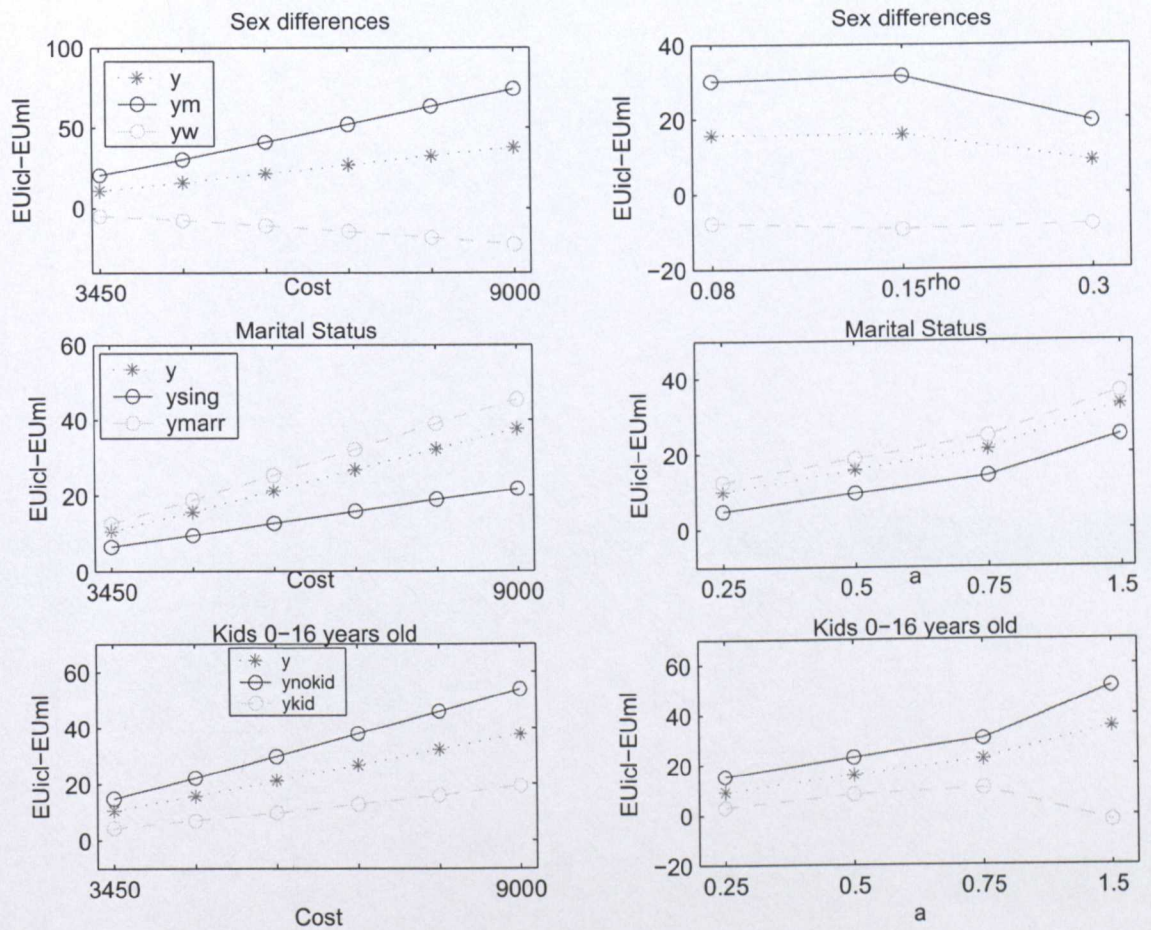 Sex differences
EUicl−EUml
100
50
0
y
ym
yw
3450
Cost
9000
Sex differences
EUicl−EUml
40
20
0
−20
0.08
0.15
rho
0.3
Marital Status
EUicl−EUml
60
40
20
0
y
ysing
ymarr
3450
Cost
9000
Marital Status
EUicl−EUml
40
20
0
0.25
0.5
a
0.75
1.5
Kids 0−16 years old
EUicl−EUml
60
40
20
0
y
ynokid
ykid
3450
9000
Cost
Kids 0−16 years old
EUicl−EUml
60
40
20
0
−20
0.25
0.5
0.75
1.5
a